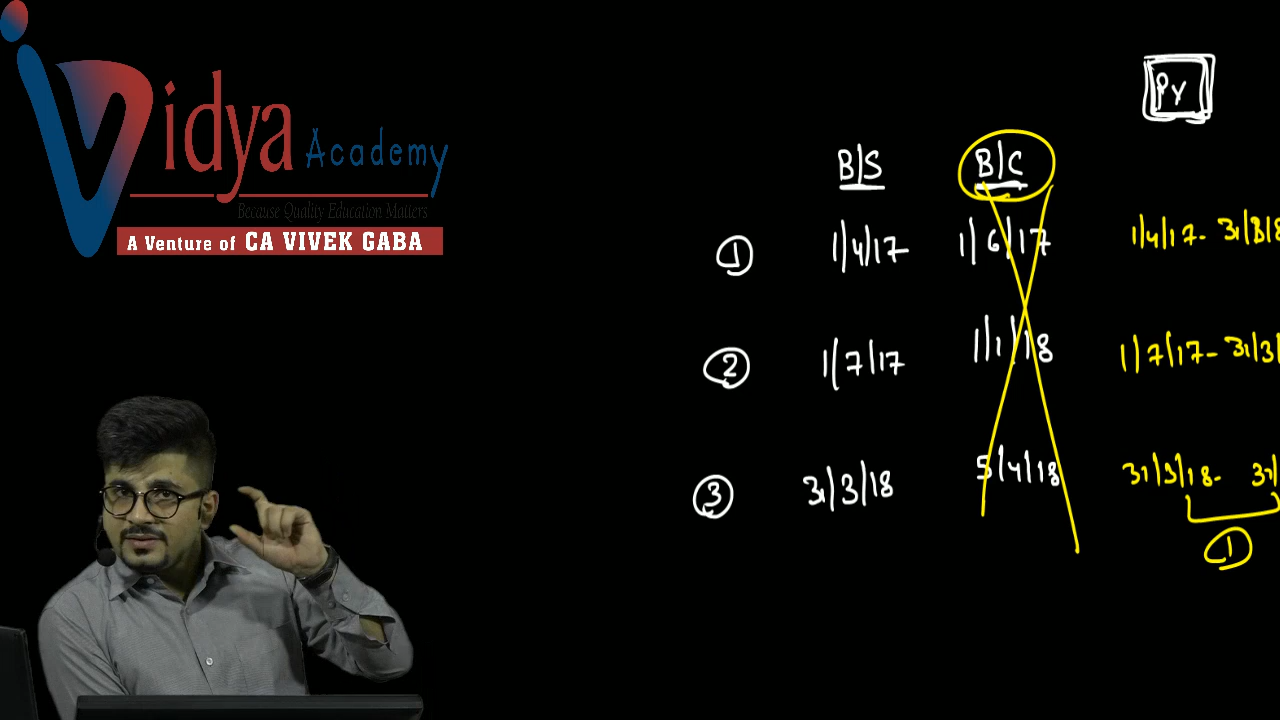 Vidya Academy
Because Quality Education Matters
A Venture of CA VIVEK GABA
PY
B/S B/C
1 1/4/17 1/6/17 1/4/17 - 31/3/18
2 1/7/17 1/1/18 1/7/17 - 31/3/
3 31/3/18 5/4/18 31/3/18 - 31/
1